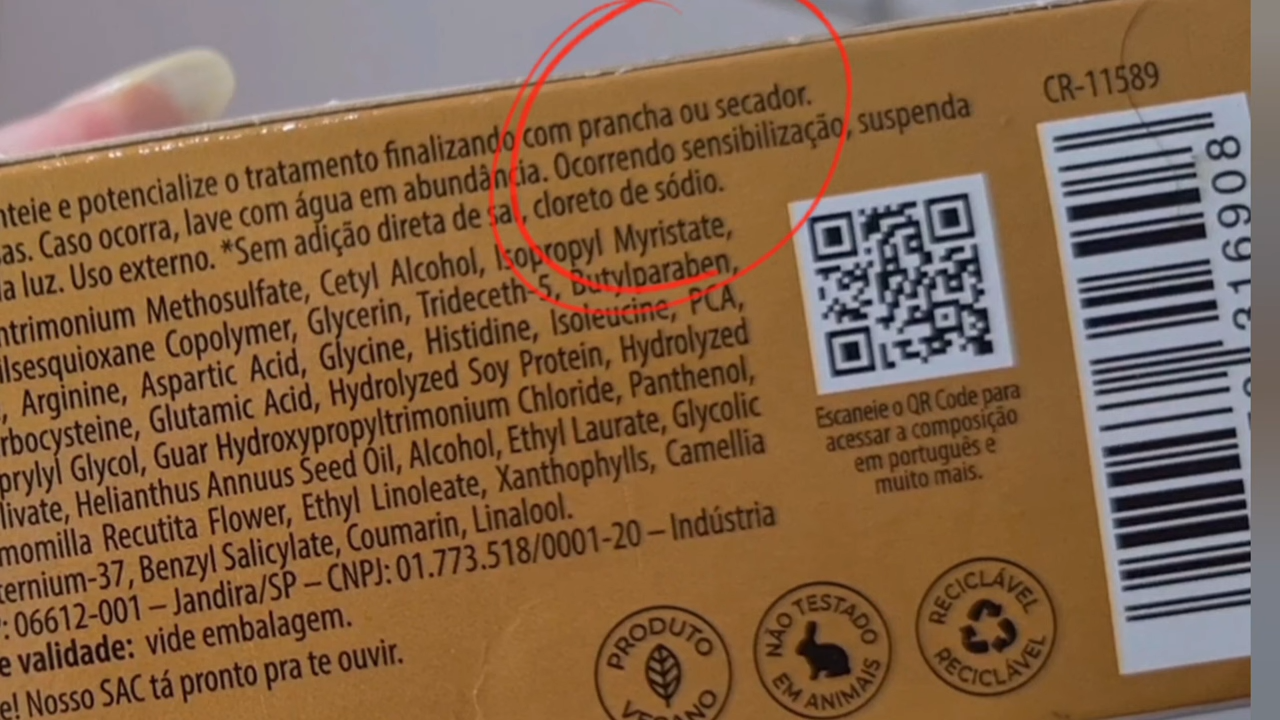 nteie e potencialize o tratamento finalizando com prancha ou secador.
as. Caso ocorra, lave com água em abundância. Ocorrendo sensibilização, suspenda
a luz. Uso externo. *Sem adição direta de sal, cloreto de sódio.
ntrimonium Methosulfate, Cetyl Alcohol, Isopropyl Myristate,
ilsesquioxane Copolymer, Glycerin, Trideceth-5, Butylparaben,
, Arginine, Aspartic Acid, Glycine, Histidine, Isoleucine, PCA,
rbocysteine, Glutamic Acid, Hydrolyzed Soy Protein, Hydrolyzed
prylyl Glycol, Guar Hydroxypropyltrimonium Chloride, Panthenol,
livate, Helianthus Annuus Seed Oil, Alcohol, Ethyl Laurate, Glycolic
momilla Recutita Flower, Ethyl Linoleate, Xanthophylls, Camellia
ternium-37, Benzyl Salicylate, Coumarin, Linalool.
: 06612-001 – Jandira/SP – CNPJ: 01.773.518/0001-20 – Indústria
e validade: vide embalagem.
e! Nosso SAC tá pronto pra te ouvir.
CR-11589
Escaneie o QR Code para
acessar a composição
em português e
muito mais.
316908
PRODUTO
VEGANO
NÃO TESTADO
EM ANIMAIS
RECICLÁVEL
RECICLÁVEL